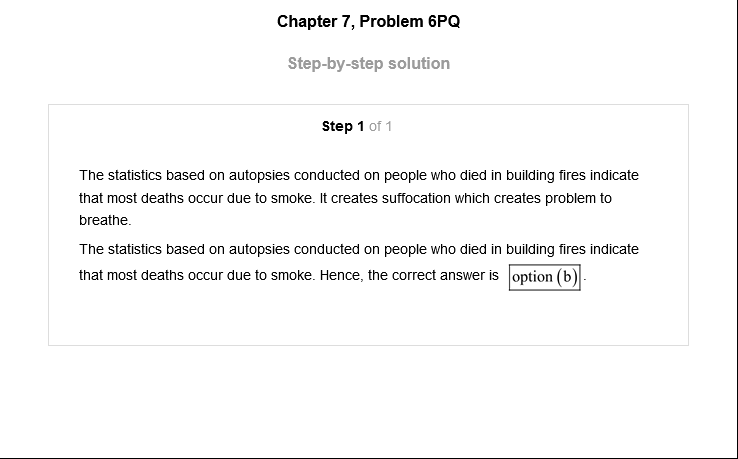 Chapter 7, Problem 6PQ
Step-by-step solution
Step 1 of 1
The statistics based on autopsies conducted on people who died in building fires indicate
that most deaths occur due to smoke. It creates suffocation which creates problem to
breathe.
The statistics based on autopsies conducted on people who died in building fires indicate
that most deaths occur due to smoke. Hence, the correct answer is option (b).